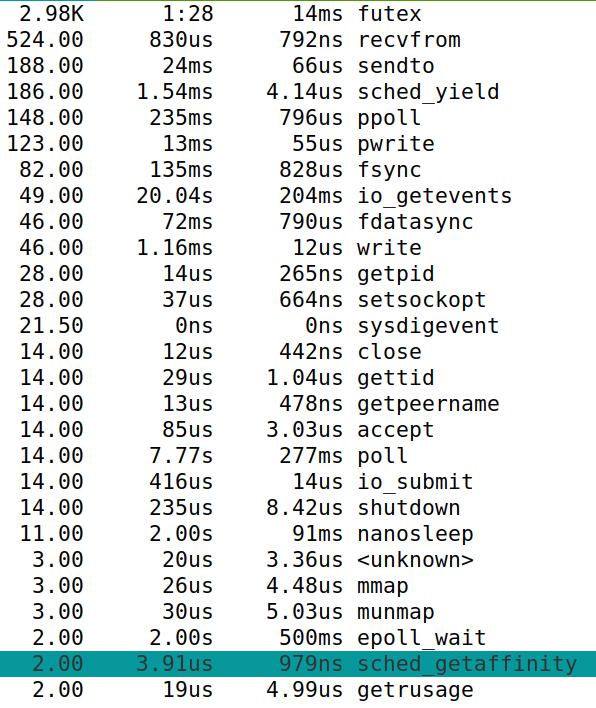 2.98K 1:28 14ms futex
524.00 830us 792ns recvfrom
188.00 24ms 66us sendto
186.00 1.54ms 4.14us sched_yield
148.00 235ms 796us ppoll
123.00 13ms 55us pwrite
82.00 135ms 828us fsync
49.00 20.04s 204ms io_getevents
46.00 72ms 790us fdatasync
46.00 1.16ms 12us write
28.00 14us 265ns getpid
28.00 37us 664ns setsockopt
21.50 0ns 0ns sysdigevent
14.00 12us 442ns close
14.00 29us 1.04us gettid
14.00 13us 478ns getpeername
14.00 85us 3.03us accept
14.00 7.77s 277ms poll
14.00 416us 14us io_submit
14.00 235us 8.42us shutdown
11.00 2.00s 91ms nanosleep
3.00 20us 3.36us <unknown>
3.00 26us 4.48us mmap
3.00 30us 5.03us munmap
2.00 2.00s 500ms epoll_wait
2.00 3.91us 979ns sched_getaffinity
2.00 19us 4.99us getrusage